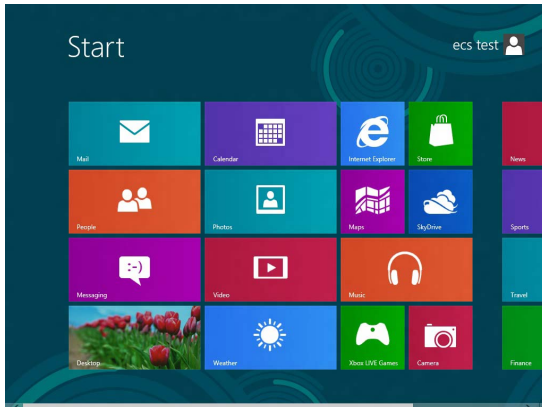 Start
ecs test
Mail
Calendar
Internet Explorer
Store
News
People
Photos
Maps
SkyDrive
Sports
Messaging
:-)
Video
Music
Travel
Desktop
Weather
Xbox LIVE Games
Camera
Finance